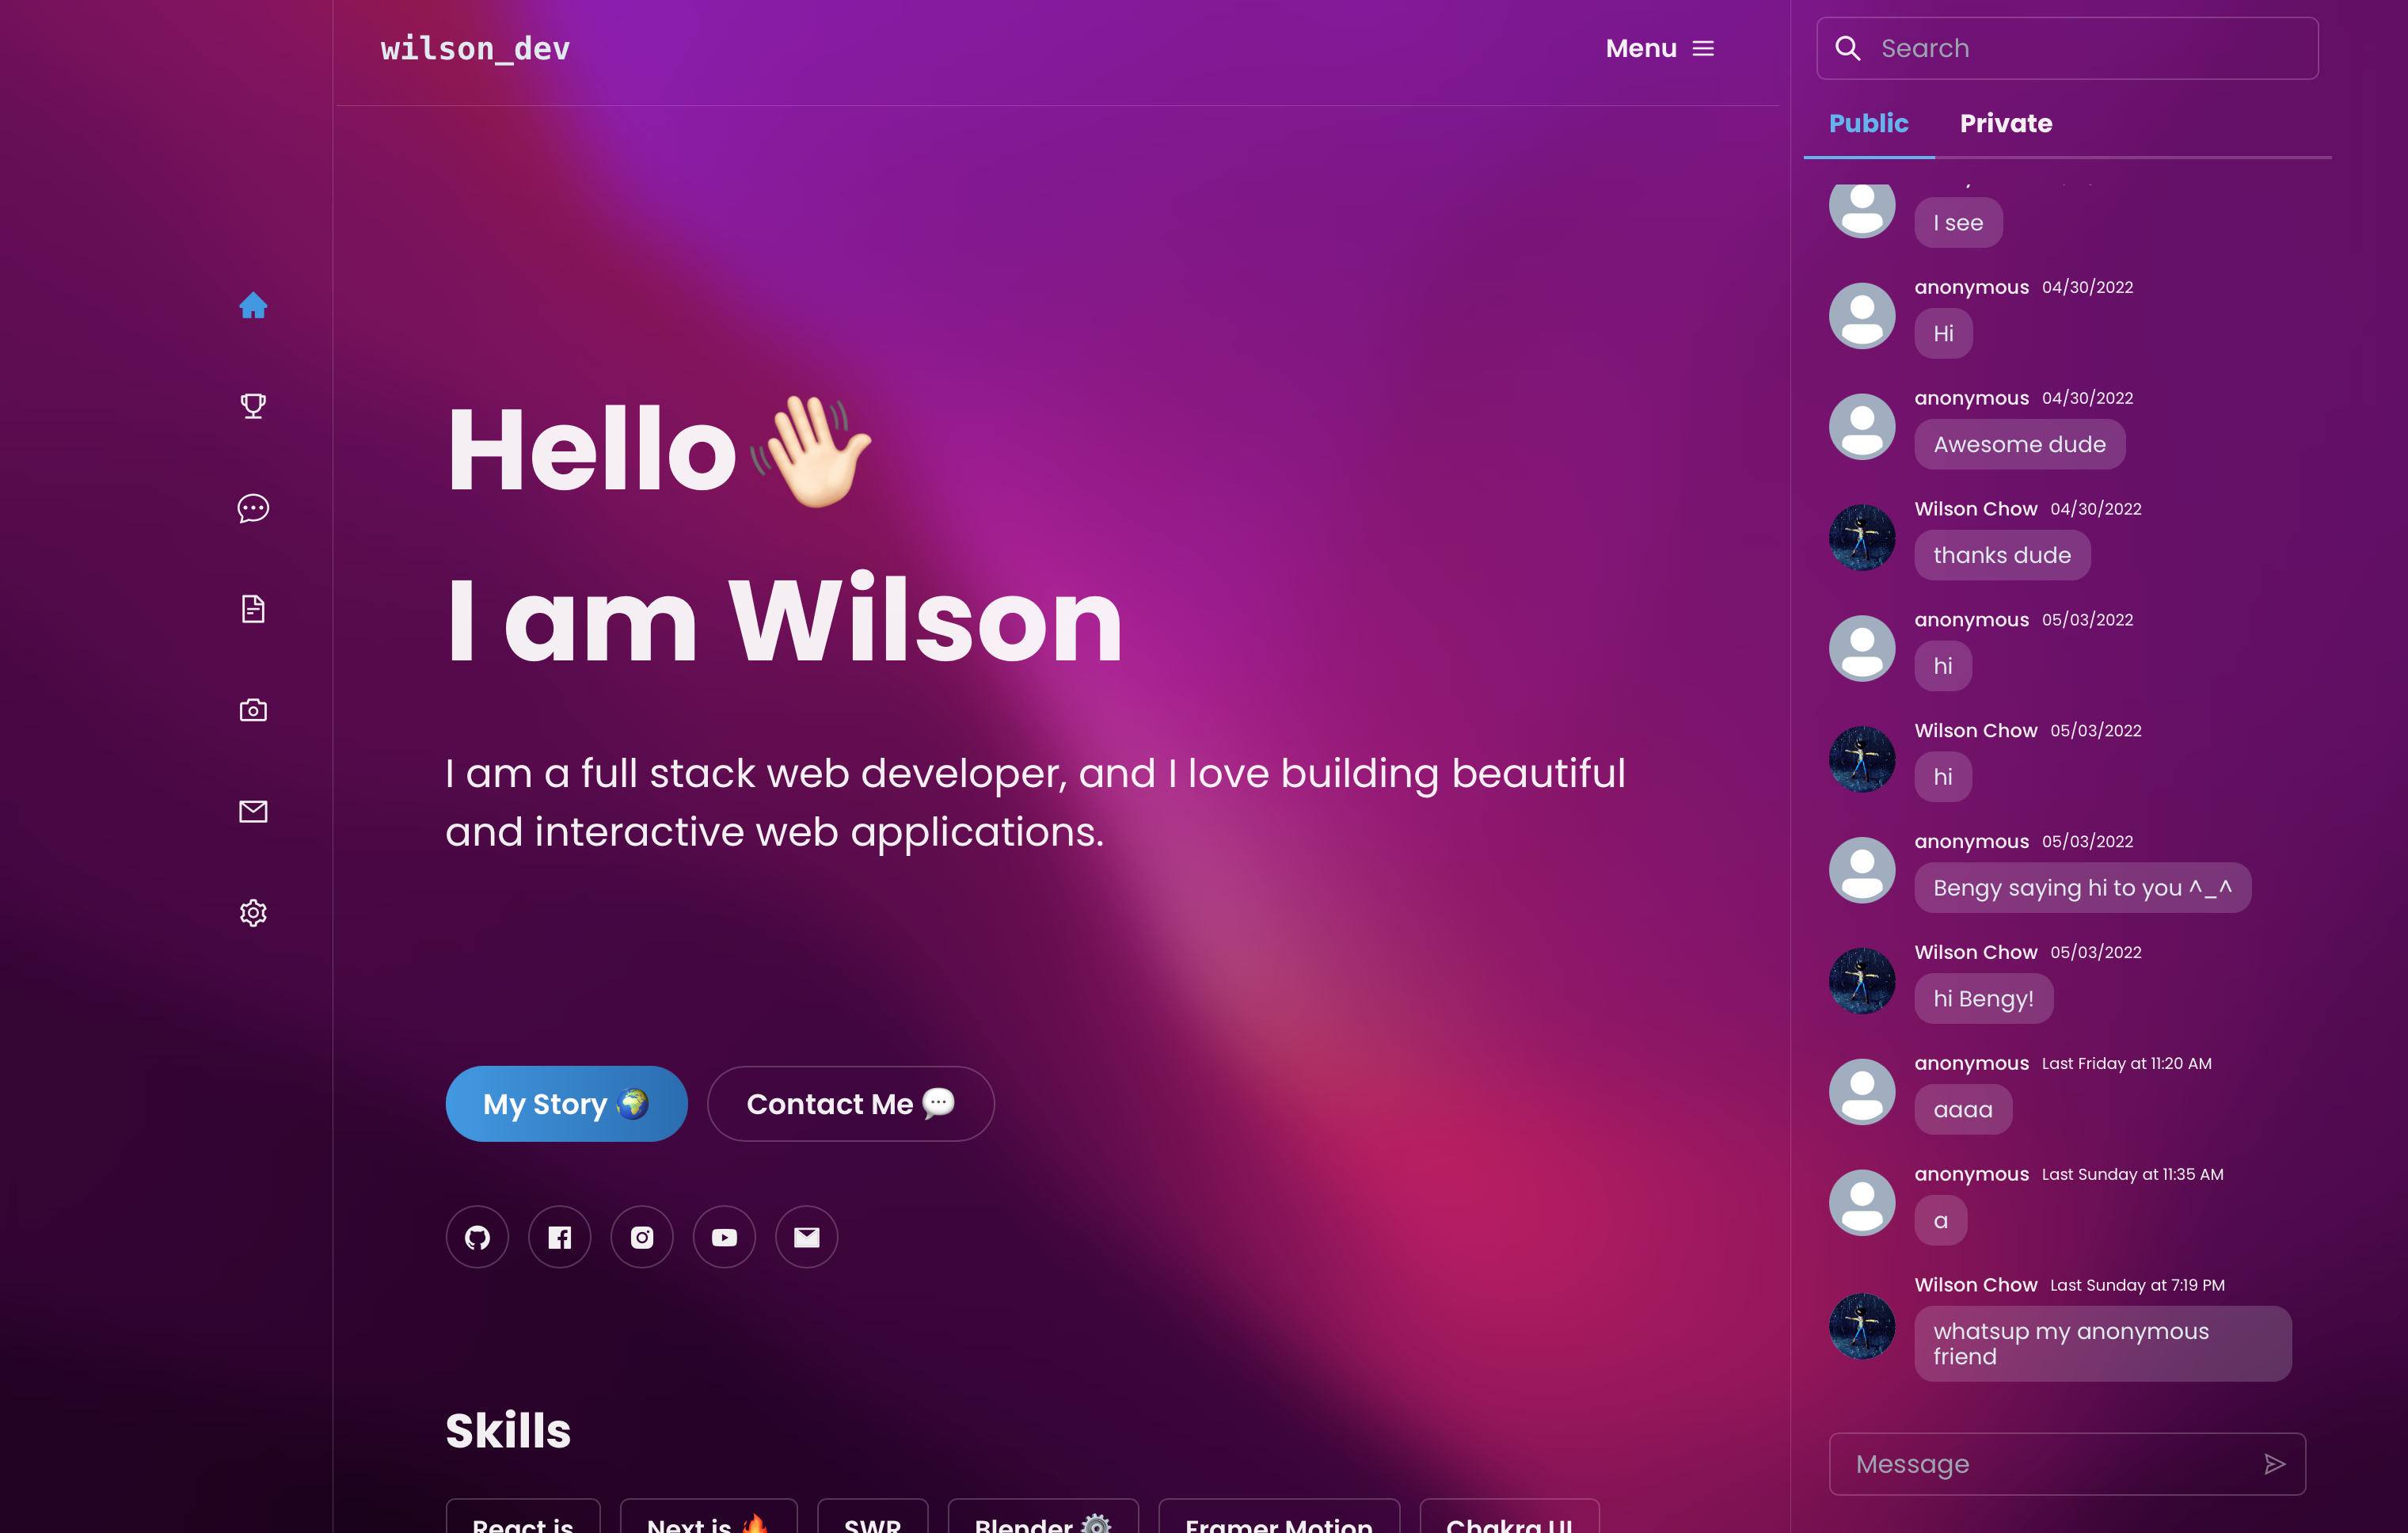 wilson_dev
Menu
Hello 👋🏻
I am Wilson
I am a full stack web developer, and I love building beautiful
and interactive web applications.
My Story 🌍
Contact Me 💬
Skills
React.js
Next.js 🔥
SWR
Blender ⚙️
Framer Motion
Chakra UI
Search
Public
Private
I see
anonymous 04/30/2022
Hi
anonymous 04/30/2022
Awesome dude
Wilson Chow 04/30/2022
thanks dude
anonymous 05/03/2022
hi
Wilson Chow 05/03/2022
hi
anonymous 05/03/2022
Bengy saying hi to you ^_^
Wilson Chow 05/03/2022
hi Bengy!
anonymous Last Friday at 11:20 AM
aaaa
anonymous Last Sunday at 11:35 AM
a
Wilson Chow Last Sunday at 7:19 PM
whatsup my anonymous
friend
Message